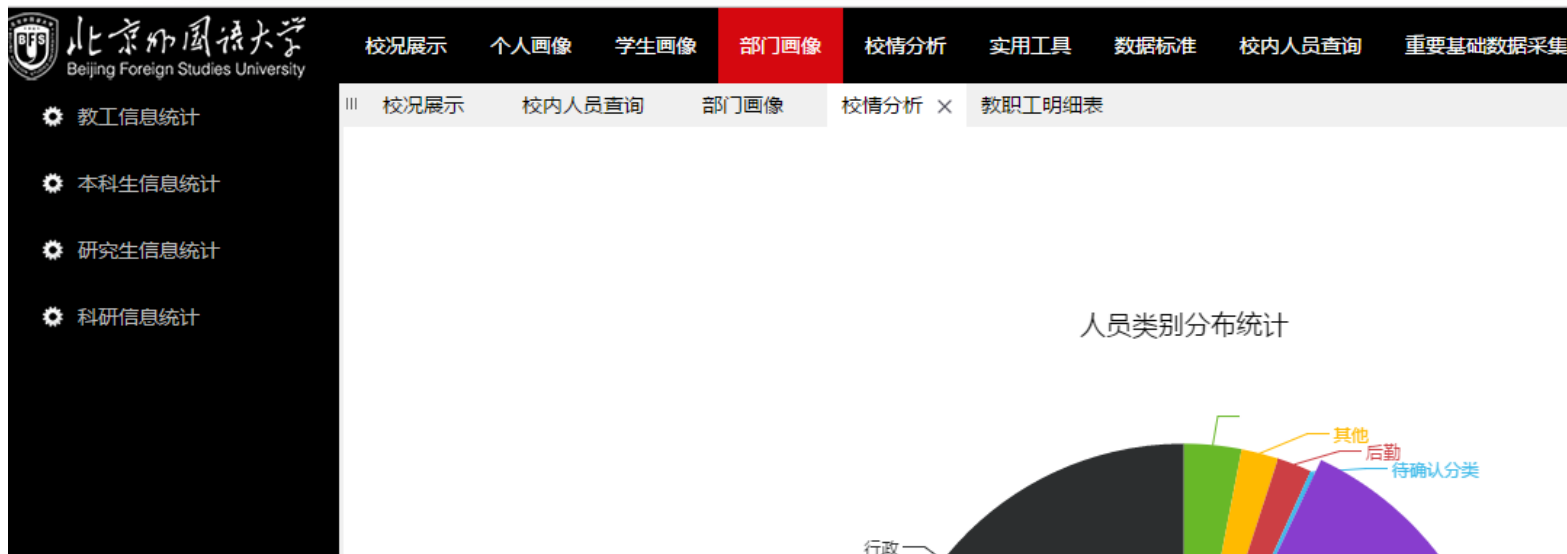 北京外国语大学
Beijing Foreign Studies University
BFS
校况展示 个人画像 学生画像 部门画像 校情分析 实用工具 数据标准 校内人员查询 重要基础数据采集
校况展示 校内人员查询 部门画像 校情分析 × 教职工明细表
教工信息统计
本科生信息统计
研究生信息统计
科研信息统计
人员类别分布统计
其他
后勤
待确认分类
行政